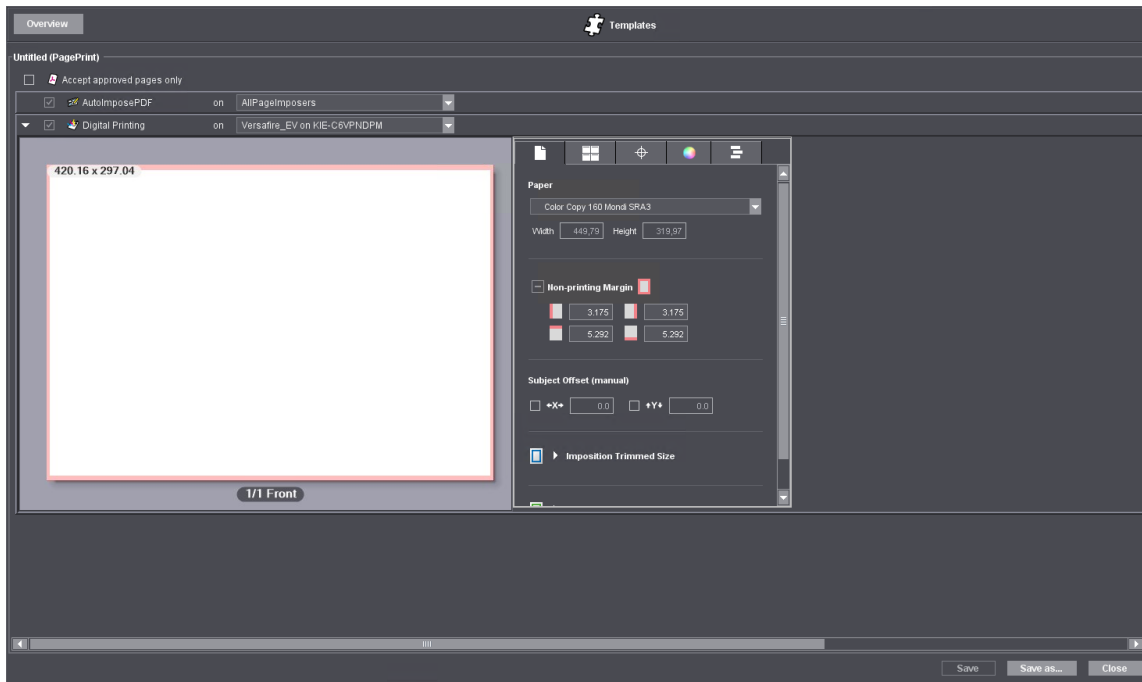 Overview
Templates
Untitled (PagePrint)
Accept approved pages only
AutoImposePDF on AllPageImposers
Digital Printing on Versafire_EV on KIE-C6VPNDPM
420.16 x 297.04
1/1 Front
Paper
Color Copy 160 Mondi SRA3
Width 449,79 Height 319,97
Non-printing Margin
3.175 3.175
5.292 5.292
Subject Offset (manual)
X 0.0 Y 0.0
Imposition Trimmed Size
Save Save as... Close